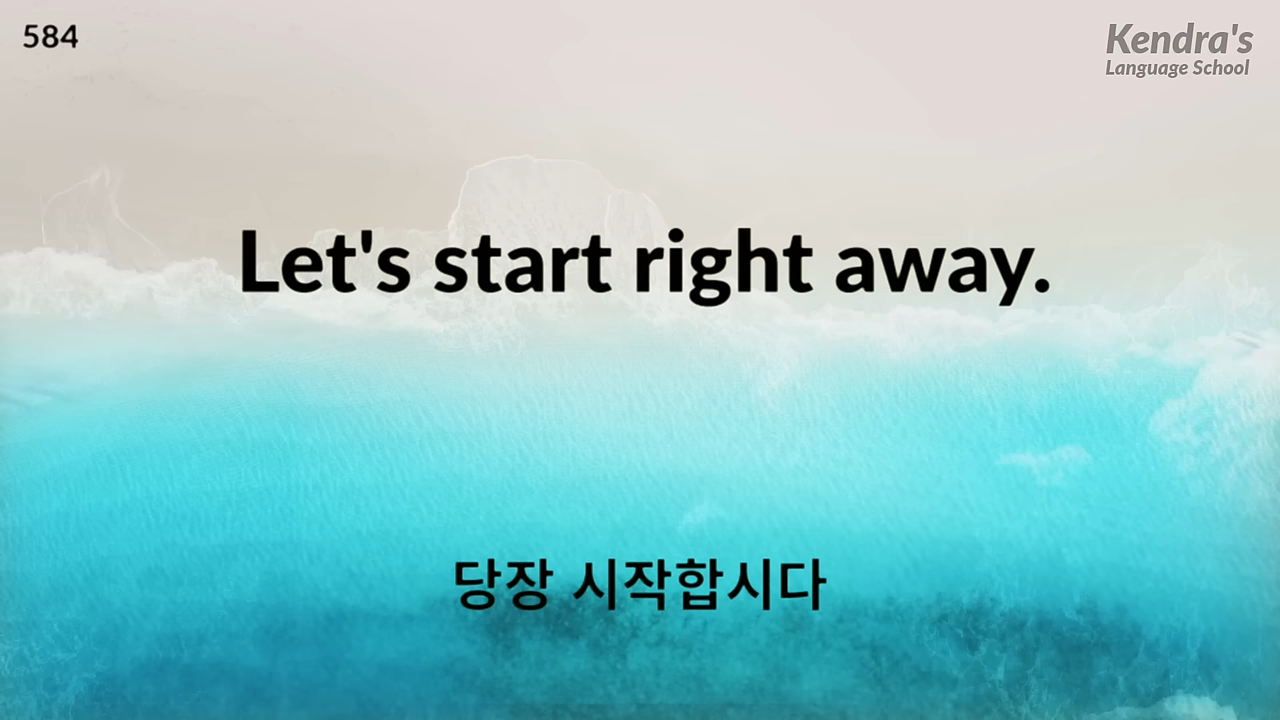 584
Kendra's
Language School
Let's start right away.
당장 시작합시다